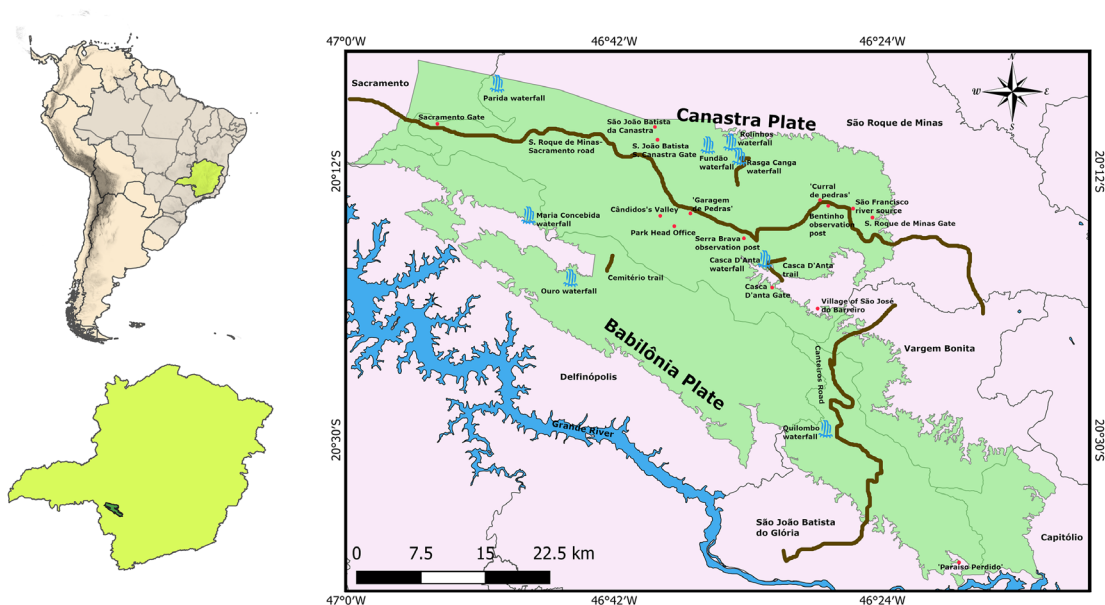 47°0'W
46°42'W
46°24'W
N
W
E
S
Sacramento
Parida waterfall
Sacramento Gate
São João Batista
da Canastra
Canastra Plate
São Roque de Minas
S. Roque de Minas-
Sacramento road
S. João Batista
S. Canastra Gate
Rolinhos
waterfall
Fundão
waterfall
Rasga Canga
waterfall
20°12'S
20°12'S
'Curral
de pedras'
'Garagem
de Pedras'
Cândidos's Valley
São Francisco
river source
Bentinho
observation
post
S. Roque de Minas Gate
Maria Concebida
waterfall
Park Head Office
Serra Brava
observation post
Casca D'Anta
waterfall
Casca D'Anta
trail
Cemitério trail
Ouro waterfall
Casca
D'anta Gate
Village of São José
do Barreiro
Babilônia Plate
Canteiros Road
Vargem Bonita
Delfinópolis
Grande River
Quilombo
waterfall
20°30'S
20°30'S
São João Batista
do Glória
Capitólio
'Paraíso Perdido'
0
7.5
15
22.5 km
47°0'W
46°42'W
46°24'W